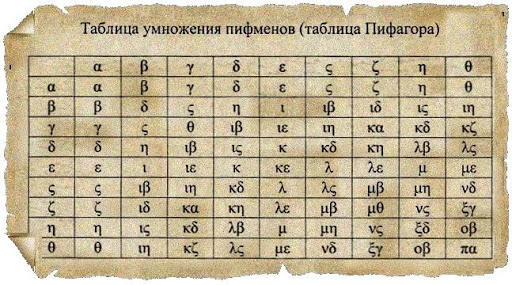 Таблица умножения пифменов (таблица Пифагора)
α β γ δ ε ς ζ η θ
α α β γ δ ε ς ζ η θ
β β δ ς η ι ιβ ιδ ις ιη
γ γ ς θ ιβ ιε ιη κα κδ κζ
δ δ η ιβ ις κ κδ κη λβ λς
ε ε ι ιε κ κε λ λε μ με
ς ς ιβ ιη κδ λ λς μβ μη νδ
ζ ζ ιδ κα κη λε μβ μθ νς ξγ
η η ις κδ λβ μ μη νς ξδ οβ
θ θ ιη κζ λς με νδ ξγ οβ πα